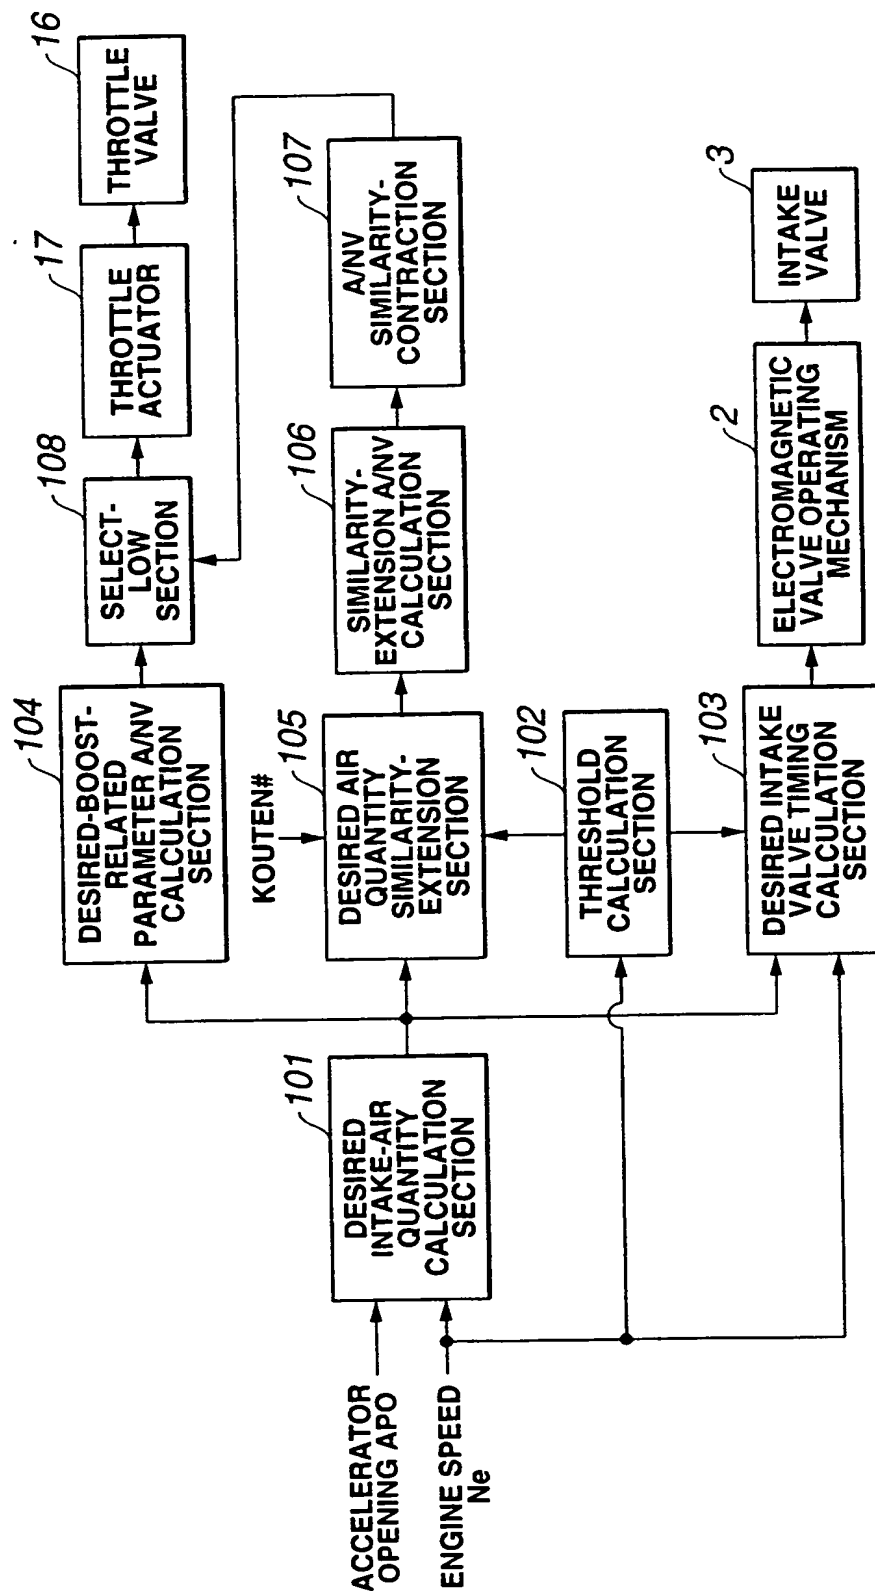 ACCELERATOR
OPENING APO
ENGINE SPEED
Ne
101
DESIRED
INTAKE-AIR
QUANTITY
CALCULATION
SECTION
104
DESIRED-BOOST-
RELATED
PARAMETER A/NV
CALCULATION
SECTION
108
SELECT-
LOW
SECTION
17
THROTTLE
ACTUATOR
16
THROTTLE
VALVE
KOUTEN#
105
DESIRED AIR
QUANTITY
SIMILARITY-
EXTENSION
SECTION
106
SIMILARITY-
EXTENSION A/NV
CALCULATION
SECTION
107
A/NV
SIMILARITY-
CONTRACTION
SECTION
102
THRESHOLD
CALCULATION
SECTION
103
DESIRED INTAKE
VALVE TIMING
CALCULATION
SECTION
2
ELECTROMAGNETIC
VALVE OPERATING
MECHANISM
3
INTAKE
VALVE